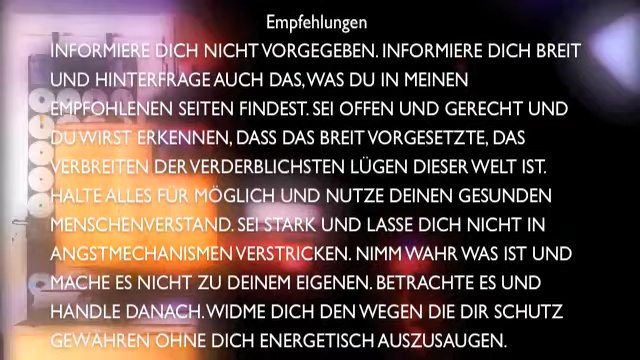 Empfehlungen
INFORMIERE DICH NICHT VORGEGEBEN. INFORMIERE DICH BREIT
UND HINTERFRAGE AUCH DAS, WAS DU IN MEINEN
EMPFOHLENEN SEITEN FINDEST. SEI OFFEN UND GERECHT UND
DU WIRST ERKENNEN, DASS DAS BREIT VORGESETZTE, DAS
VERBREITEN DER VERDERBLICHSTEN LÜGEN DIESER WELT IST.
HALTE ALLES FÜR MÖGLICH UND NUTZE DEINEN GESUNDEN
MENSCHENVERSTAND. SEI STARK UND LASSE DICH NICHT IN
ANGSTMECHANISMEN VERSTRICKEN. NIMM WAHR WAS IST UND
MACHE ES NICHT ZU DEINEM EIGENEN. BETRACHTE ES UND
HANDLE DANACH. WIDME DICH DEN WEGEN DIE DIR SCHUTZ
GEWÄHREN OHNE DICH ENERGETISCH AUSZUSAUGEN.